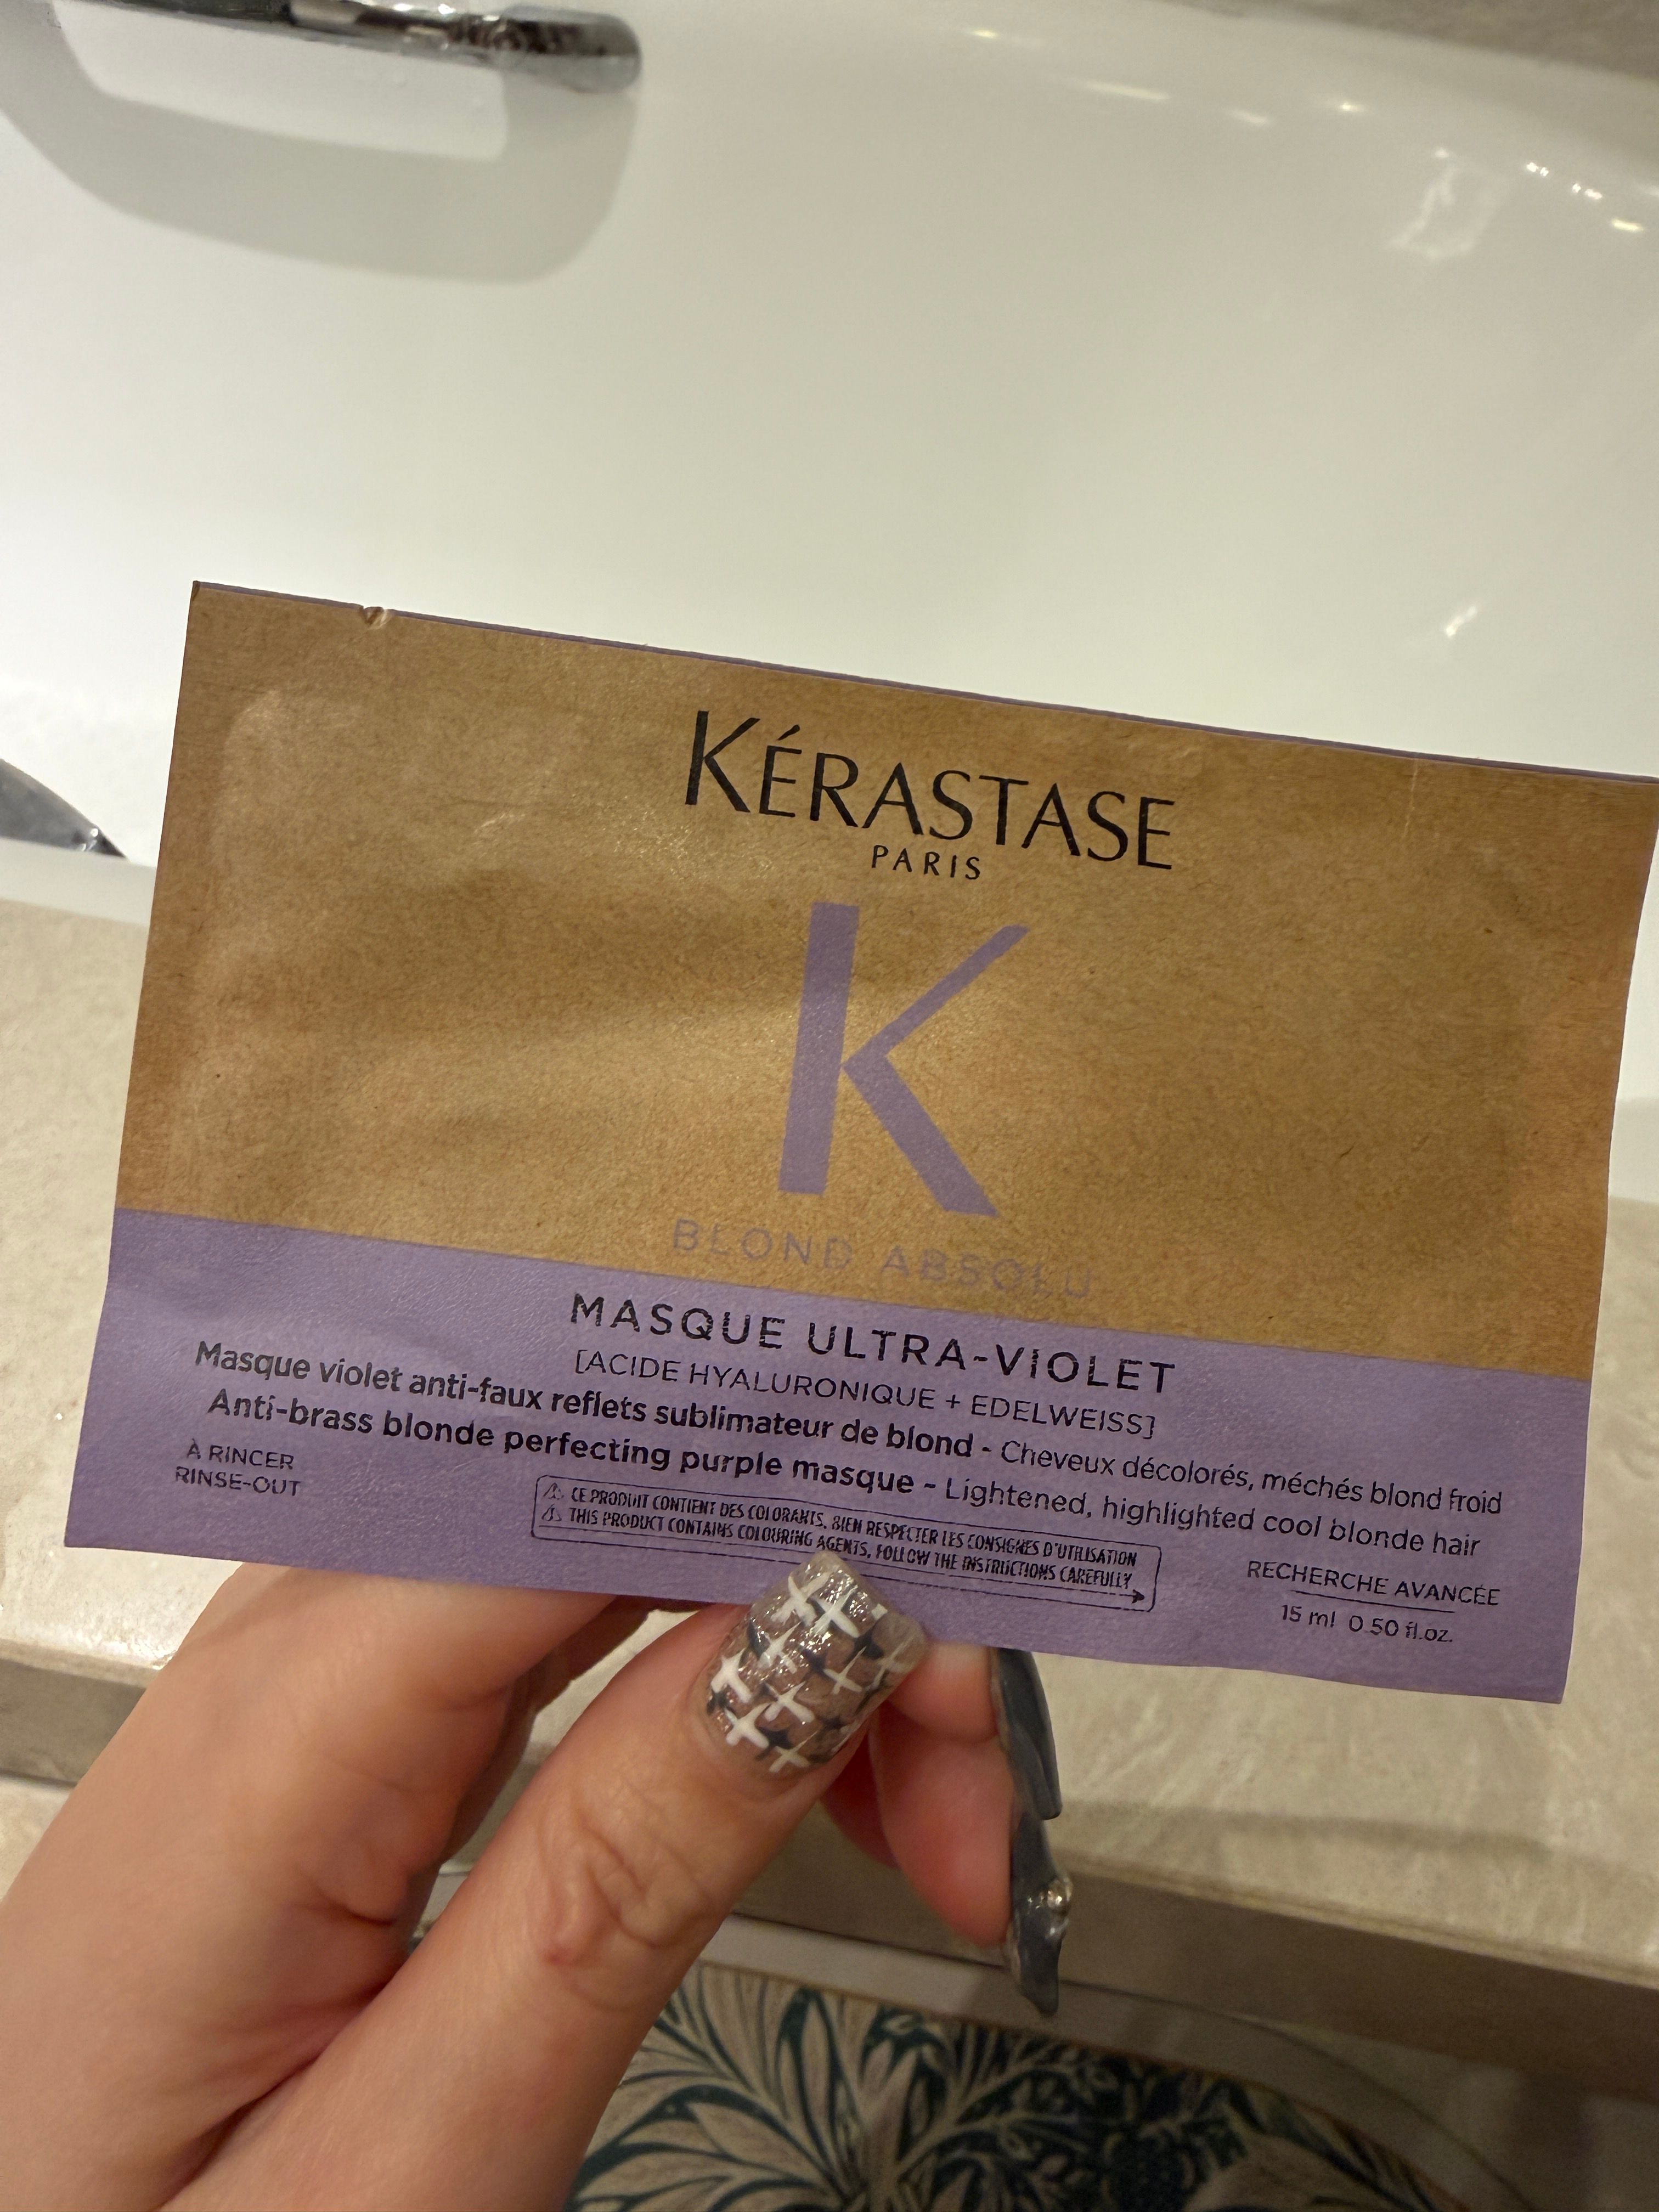 KÉRASTASE
PARIS
K
BLOND ABSOLU
MASQUE ULTRA-VIOLET
[ACIDE HYALURONIQUE + EDELWEISS]
Masque violet anti-faux reflets sublimateur de blond - Cheveux décolorés, méchés blond froid
Anti-brass blonde perfecting purple masque - Lightened, highlighted cool blonde hair
À RINCER
RINSE-OUT
⚠ CE PRODUIT CONTIENT DES COLORANTS. BIEN RESPECTER LES CONSIGNES D'UTILISATION
⚠ THIS PRODUCT CONTAINS COLOURING AGENTS, FOLLOW THE INSTRUCTIONS CAREFULLY
RECHERCHE AVANCÉE
15 ml 0.50 fl.oz.